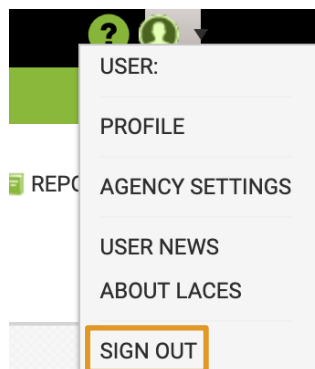 ?
USER:
PROFILE
REPO
AGENCY SETTINGS
USER NEWS
ABOUT LACES
SIGN OUT